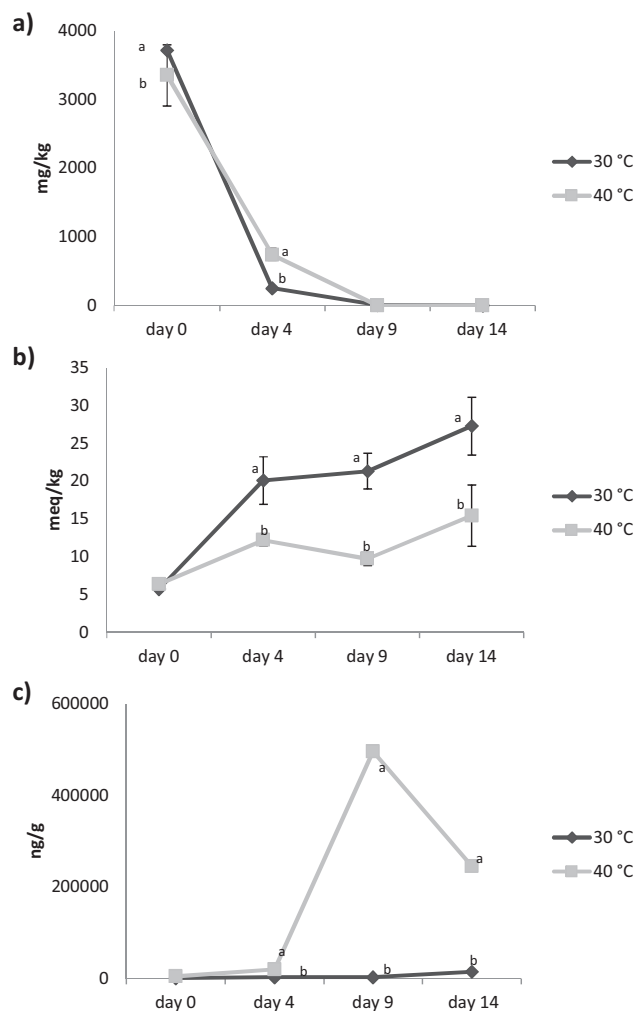 a)
4000
3000
2000
1000
0
mg/kg
a
b
a
b
day 0 day 4 day 9 day 14
30 °C
40 °C
b)
35
30
25
20
15
10
5
0
meq/kg
a
a
a
b
b
b
day 0 day 4 day 9 day 14
30 °C
40 °C
c)
600000
400000
200000
0
ng/g
a
a
a
b
b
b
day 0 day 4 day 9 day 14
30 °C
40 °C